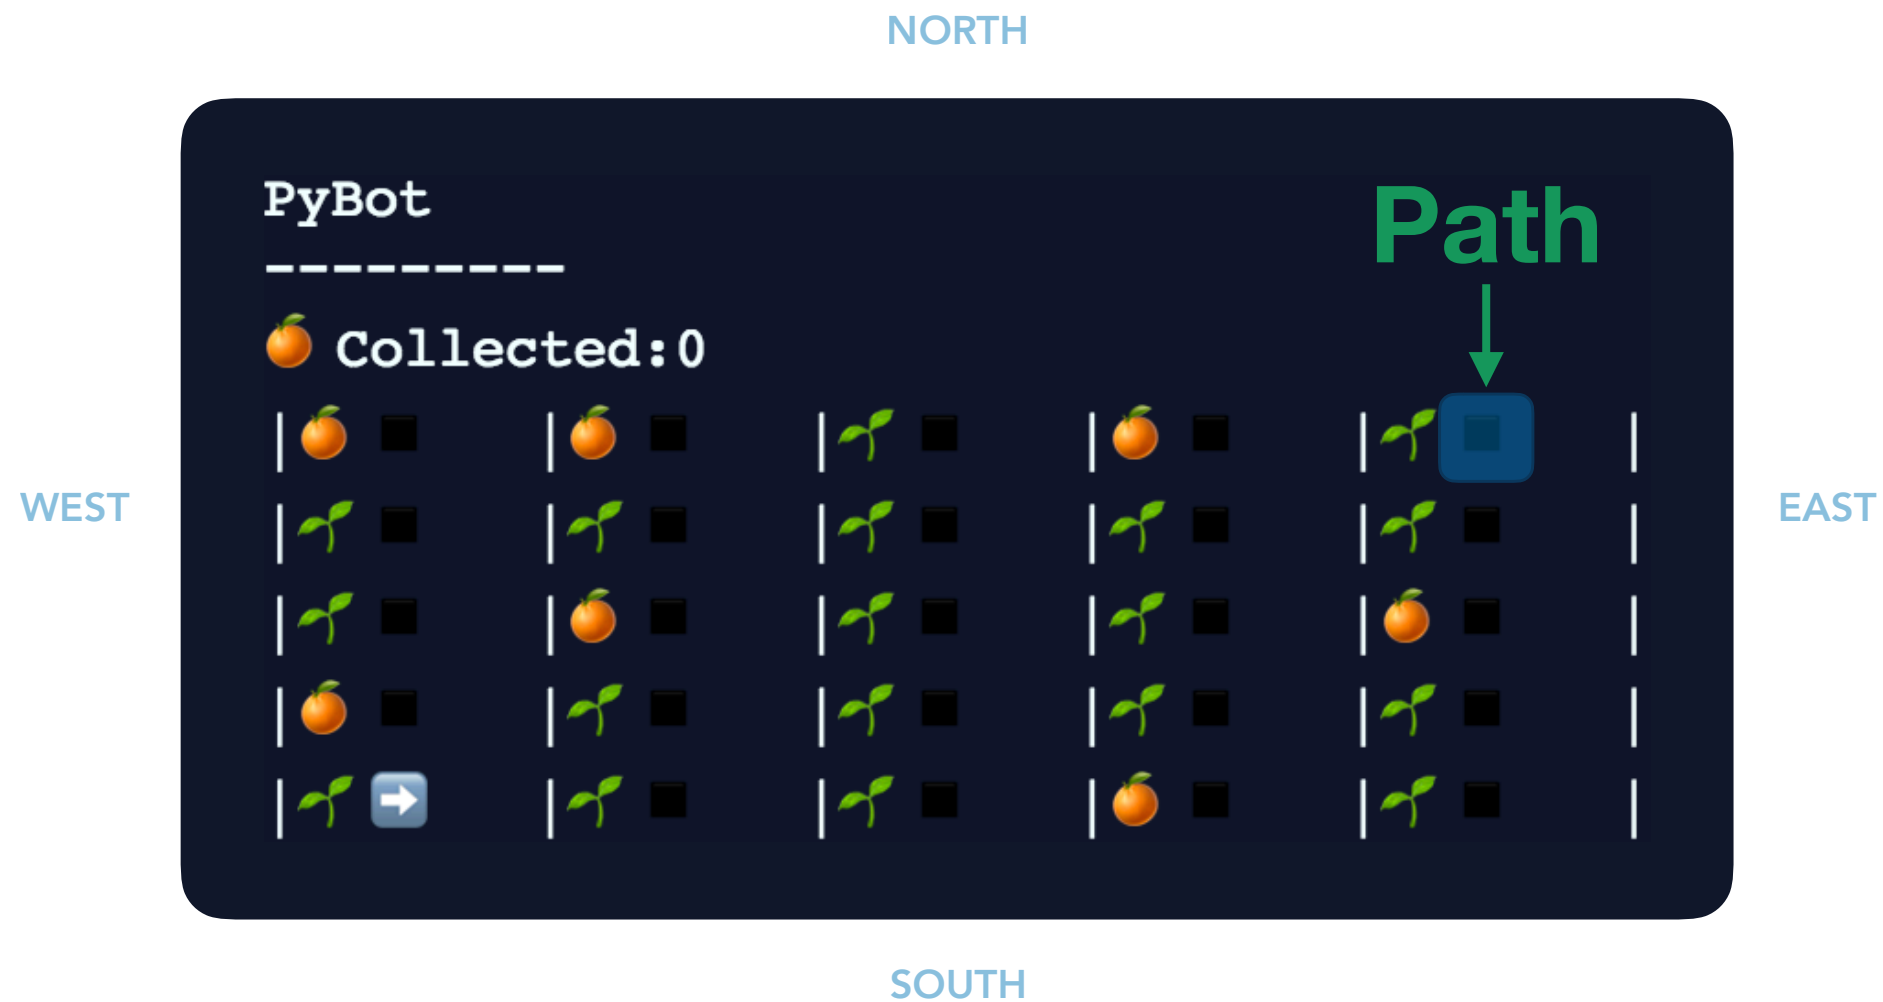 NORTH
PyBot
---------
Path
Collected:0
WEST
EAST
SOUTH